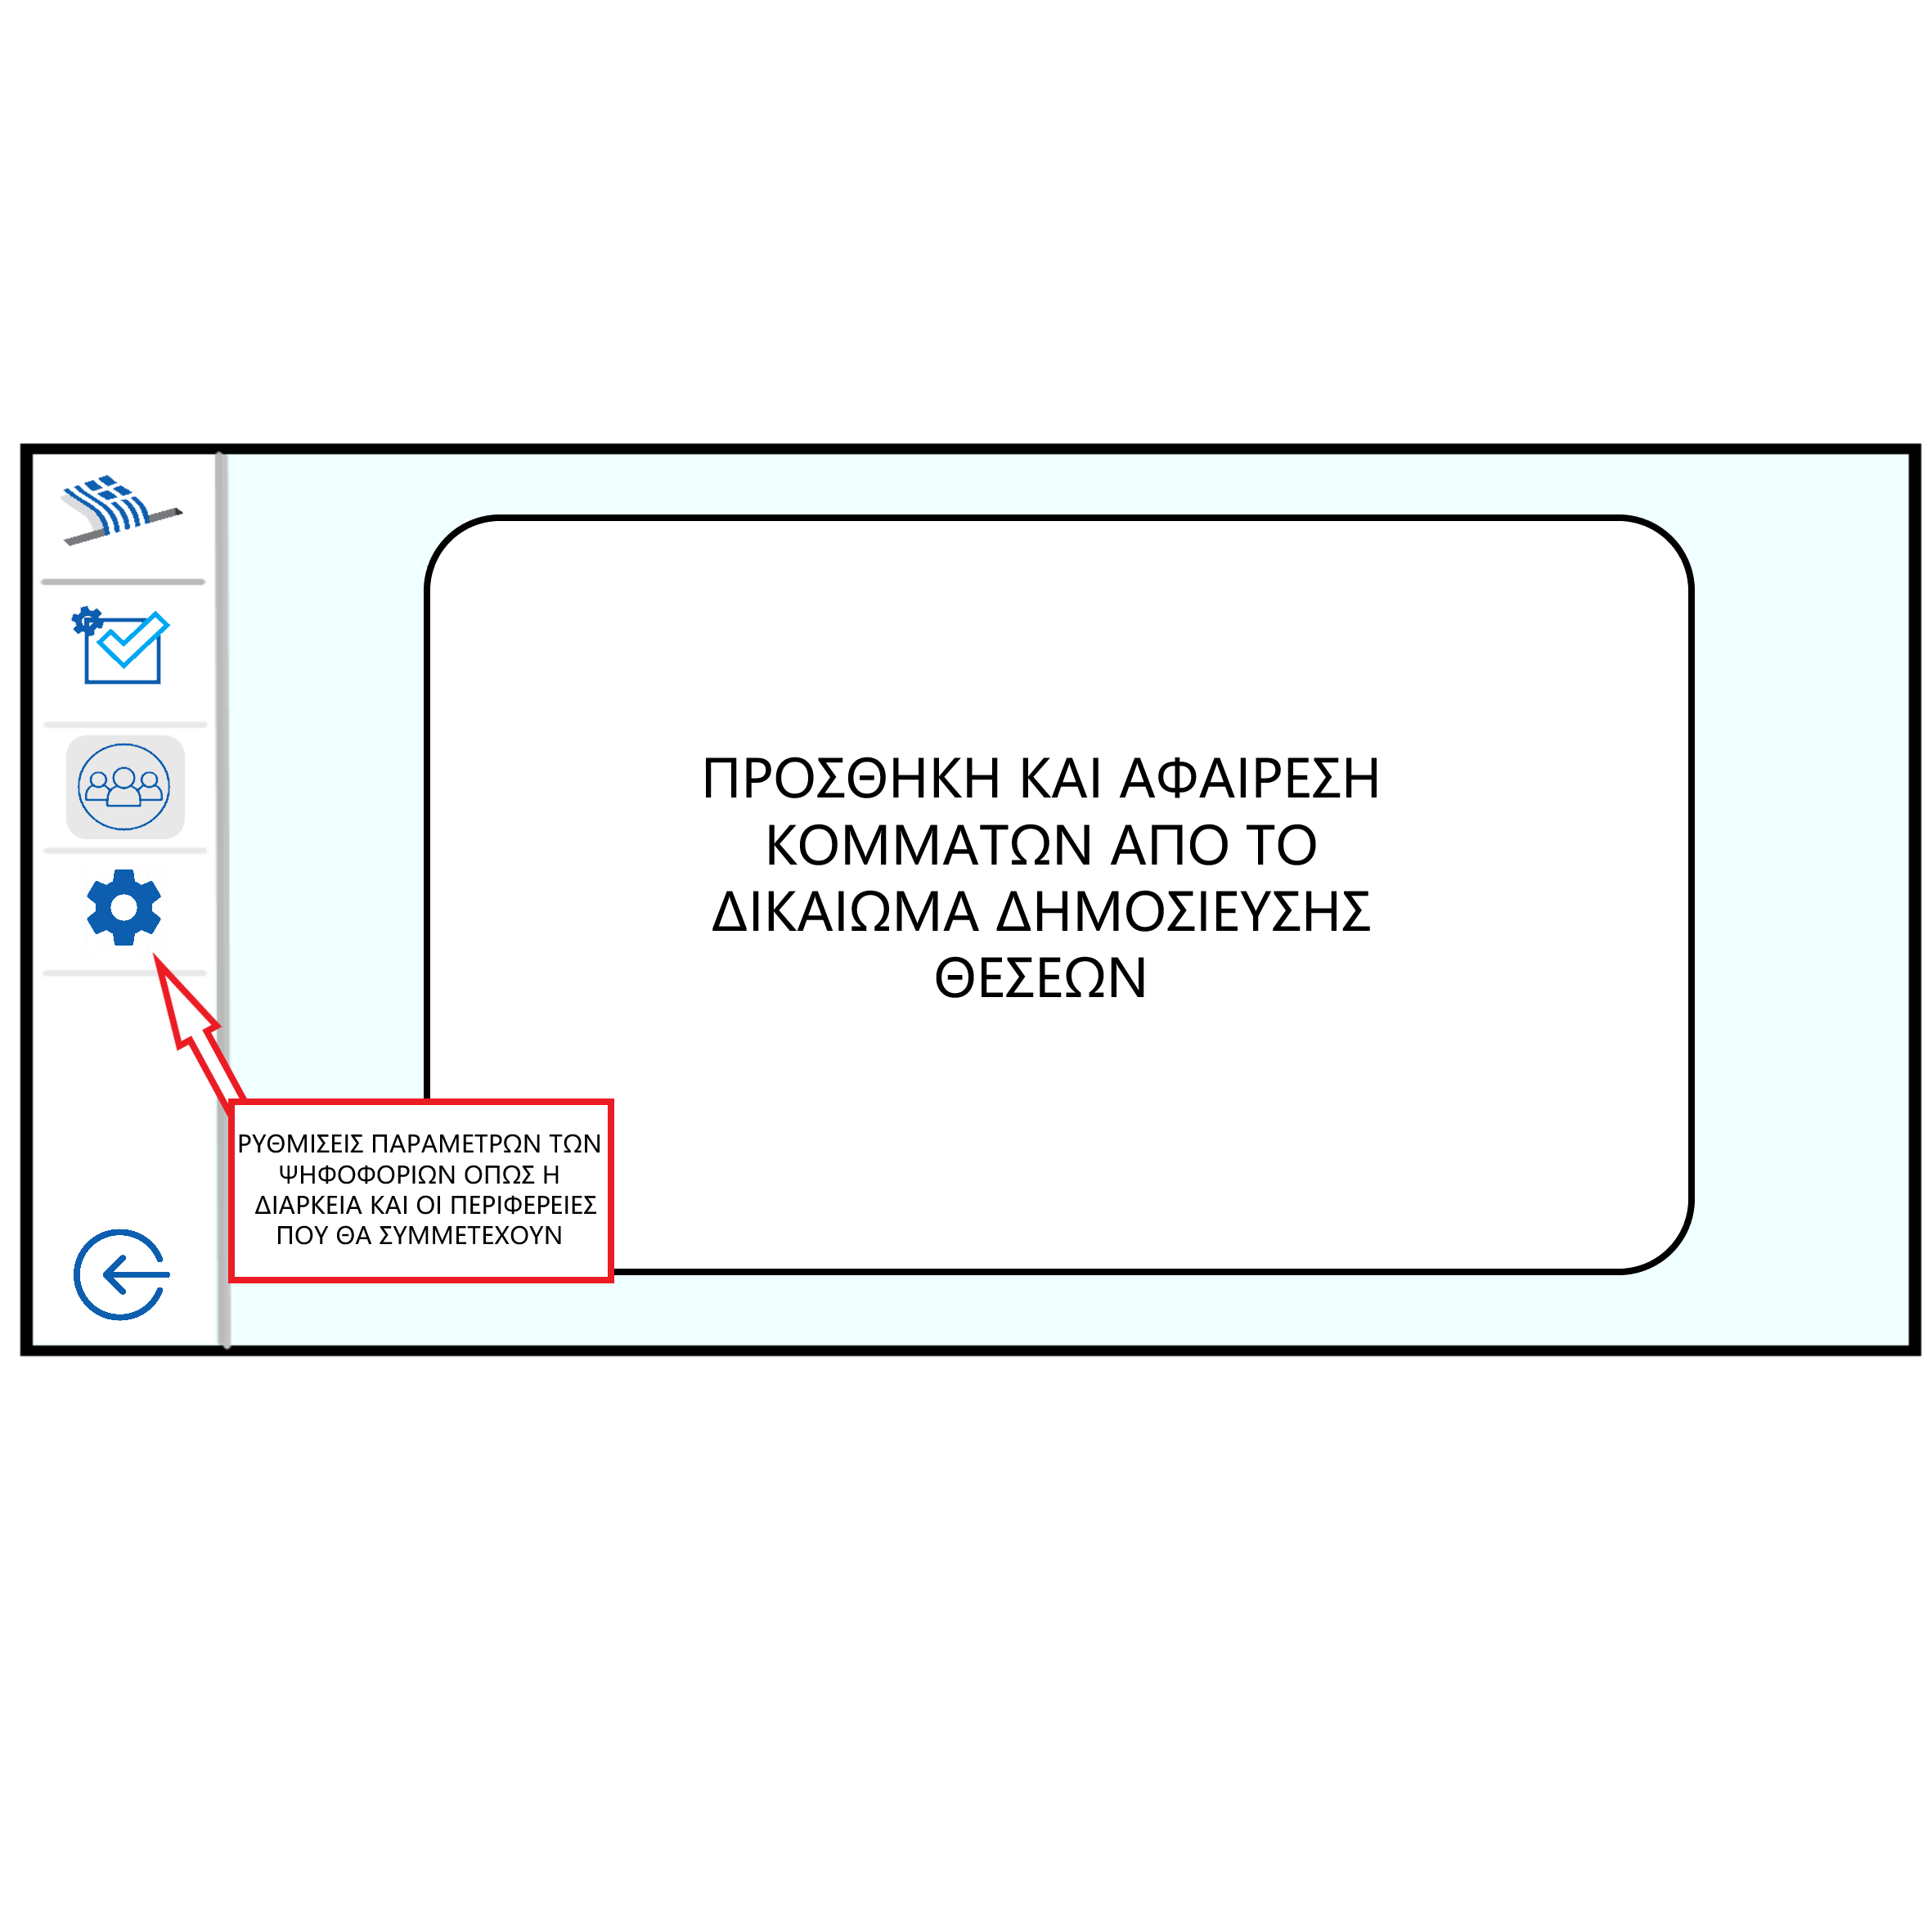 ΠΡΟΣΘΗΚΗ ΚΑΙ ΑΦΑΙΡΕΣΗ
ΚΟΜΜΑΤΩΝ ΑΠΟ ΤΟ
ΔΙΚΑΙΩΜΑ ΔΗΜΟΣΙΕΥΣΗΣ
ΘΕΣΕΩΝ
ΡΥΘΜΙΣΕΙΣ ΠΑΡΑΜΕΤΡΩΝ ΤΩΝ
ΨΗΦΟΦΟΡΙΩΝ ΟΠΩΣ Η
ΔΙΑΡΚΕΙΑ ΚΑΙ ΟΙ ΠΕΡΙΦΕΡΕΙΕΣ
ΠΟΥ ΘΑ ΣΥΜΜΕΤΕΧΟΥΝ